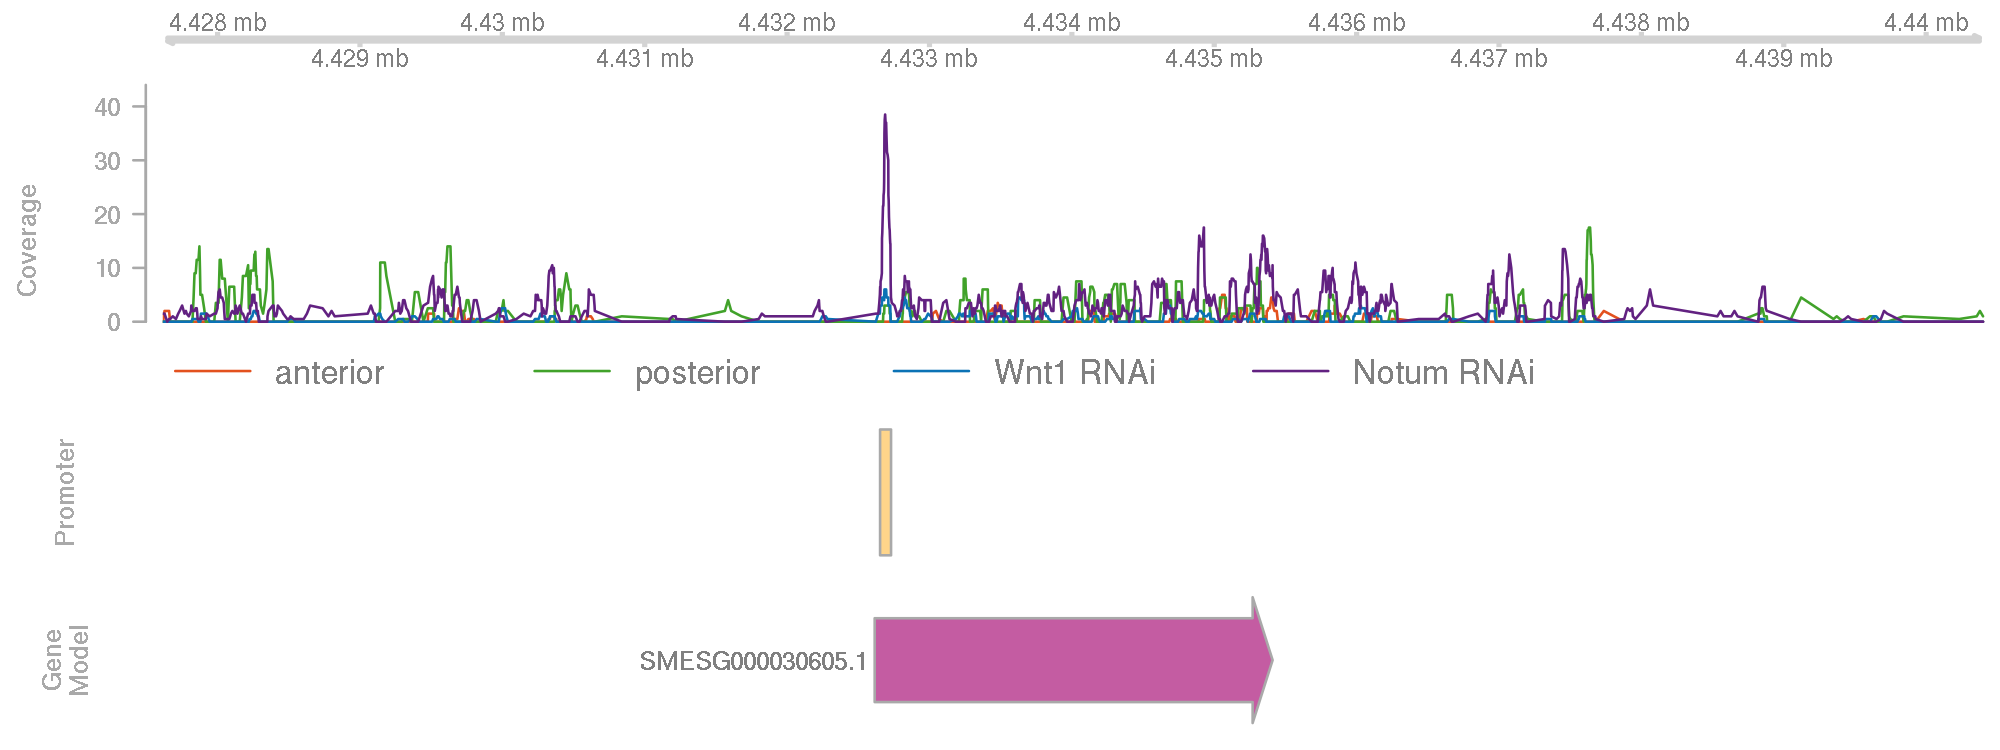 4.428 mb 4.43 mb 4.432 mb 4.434 mb 4.436 mb 4.438 mb 4.44 mb
4.429 mb 4.431 mb 4.433 mb 4.435 mb 4.437 mb 4.439 mb
Coverage
40
30
20
10
0
anterior posterior Wnt1 RNAi Notum RNAi
Promoter
Gene
Model
SMESG000030605.1